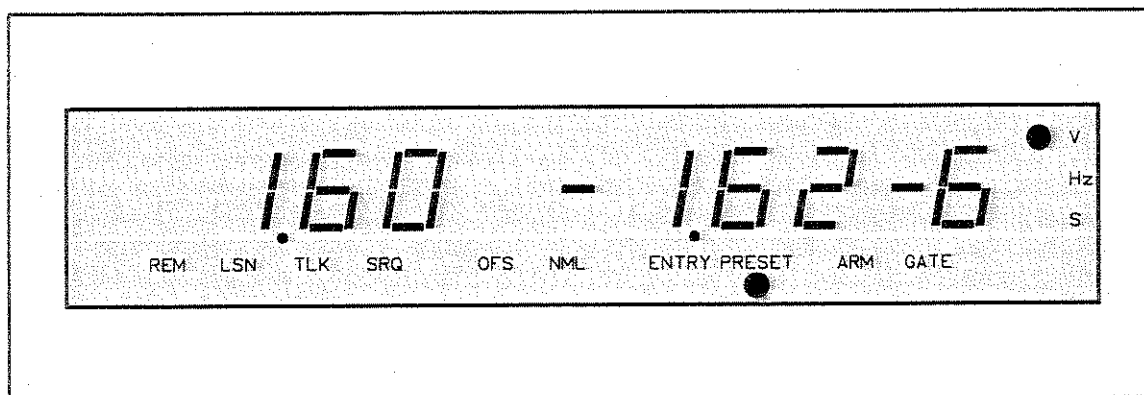 1.60 - 1.62 -6
V
Hz
S
REM LSN TLK SRQ OFS NML ENTRY PRESET ARM GATE